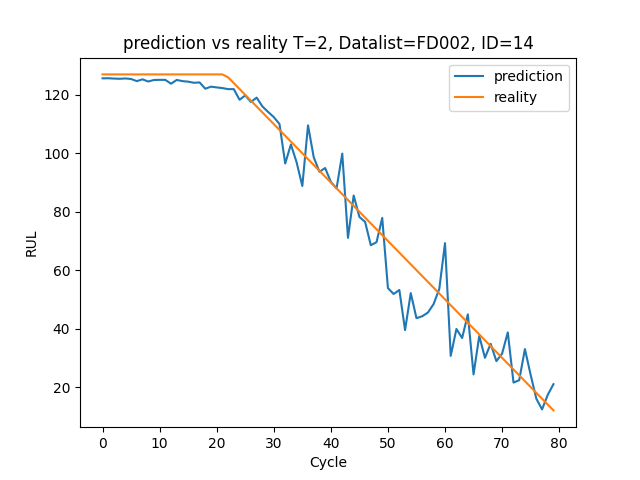 prediction vs reality T=2, Datalist=FD002, ID=14
prediction
reality
120
100
80
60
40
20
RUL
0 10 20 30 40 50 60 70 80
Cycle